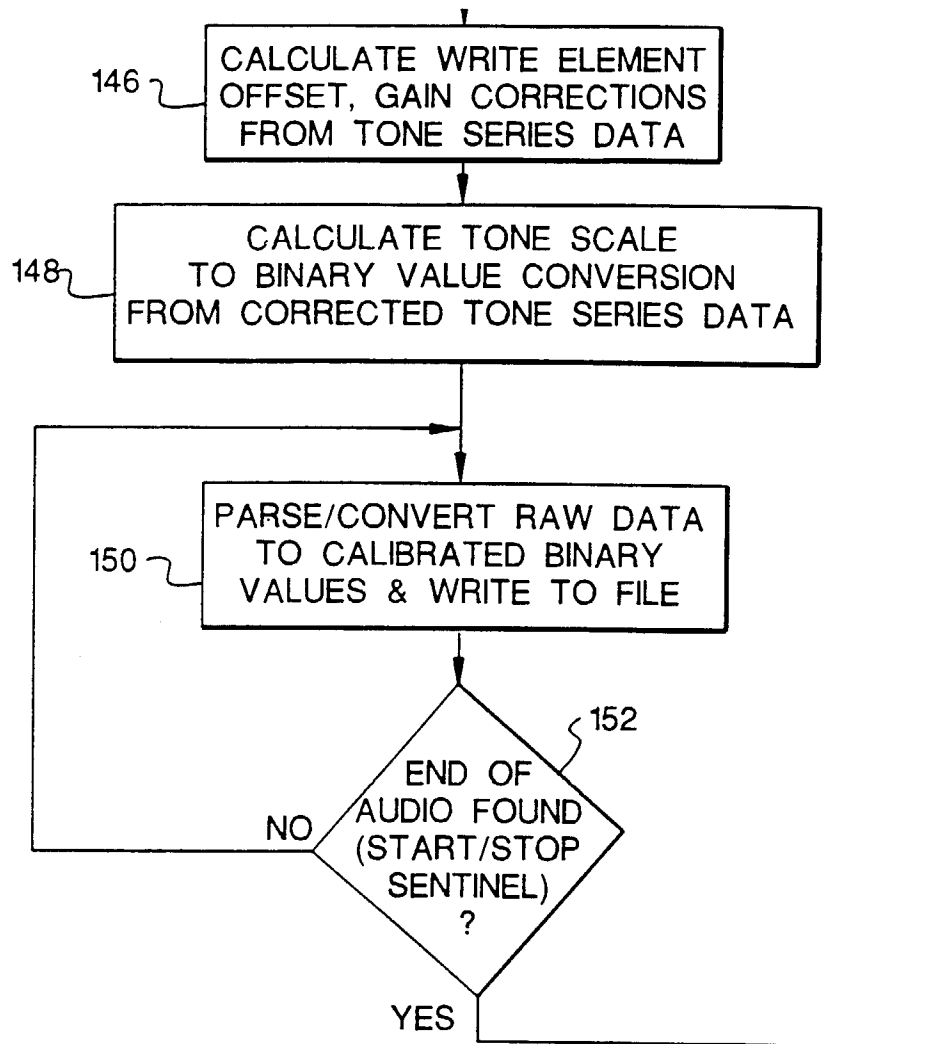 146
CALCULATE WRITE ELEMENT
OFFSET, GAIN CORRECTIONS
FROM TONE SERIES DATA
148
CALCULATE TONE SCALE
TO BINARY VALUE CONVERSION
FROM CORRECTED TONE SERIES DATA
150
PARSE/CONVERT RAW DATA
TO CALIBRATED BINARY
VALUES & WRITE TO FILE
152
END OF
AUDIO FOUND
(START/STOP
SENTINEL)
?
NO
YES